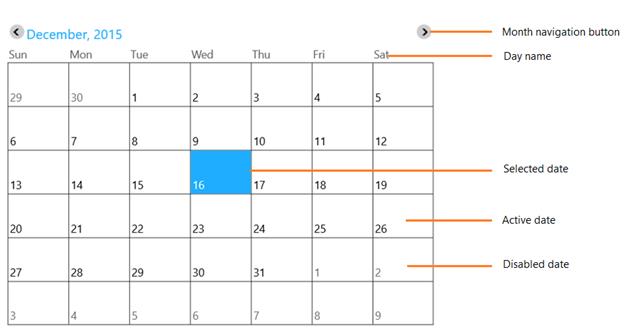 December, 2015 Month navigation button
Sun Mon Tue Wed Thu Fri Sat Day name
29 30 1 2 3 4 5
6 7 8 9 10 11 12
Selected date
13 14 15 16 17 18 19
Active date
20 21 22 23 24 25 26
Disabled date
27 28 29 30 31 1 2
3 4 5 6 7 8 9